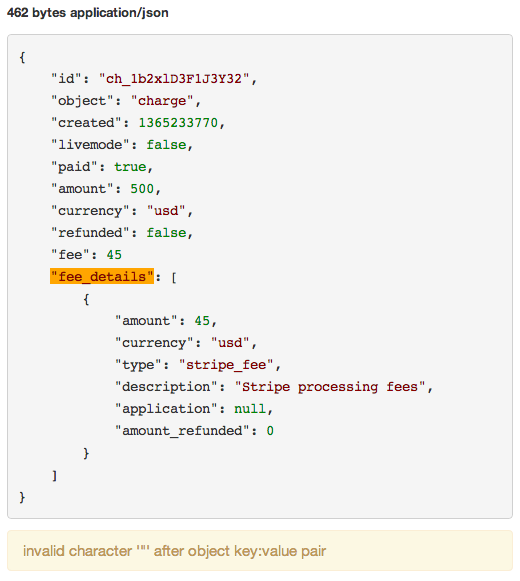 462 bytes application/json
{
"id": "ch_1b2x1D3F1J3Y32",
"object": "charge",
"created": 1365233770,
"livemode": false,
"paid": true,
"amount": 500,
"currency": "usd",
"refunded": false,
"fee": 45
"fee_details": [
{
"amount": 45,
"currency": "usd",
"type": "stripe_fee",
"description": "Stripe processing fees",
"application": null,
"amount_refunded": 0
}
]
}
invalid character '"' after object key:value pair